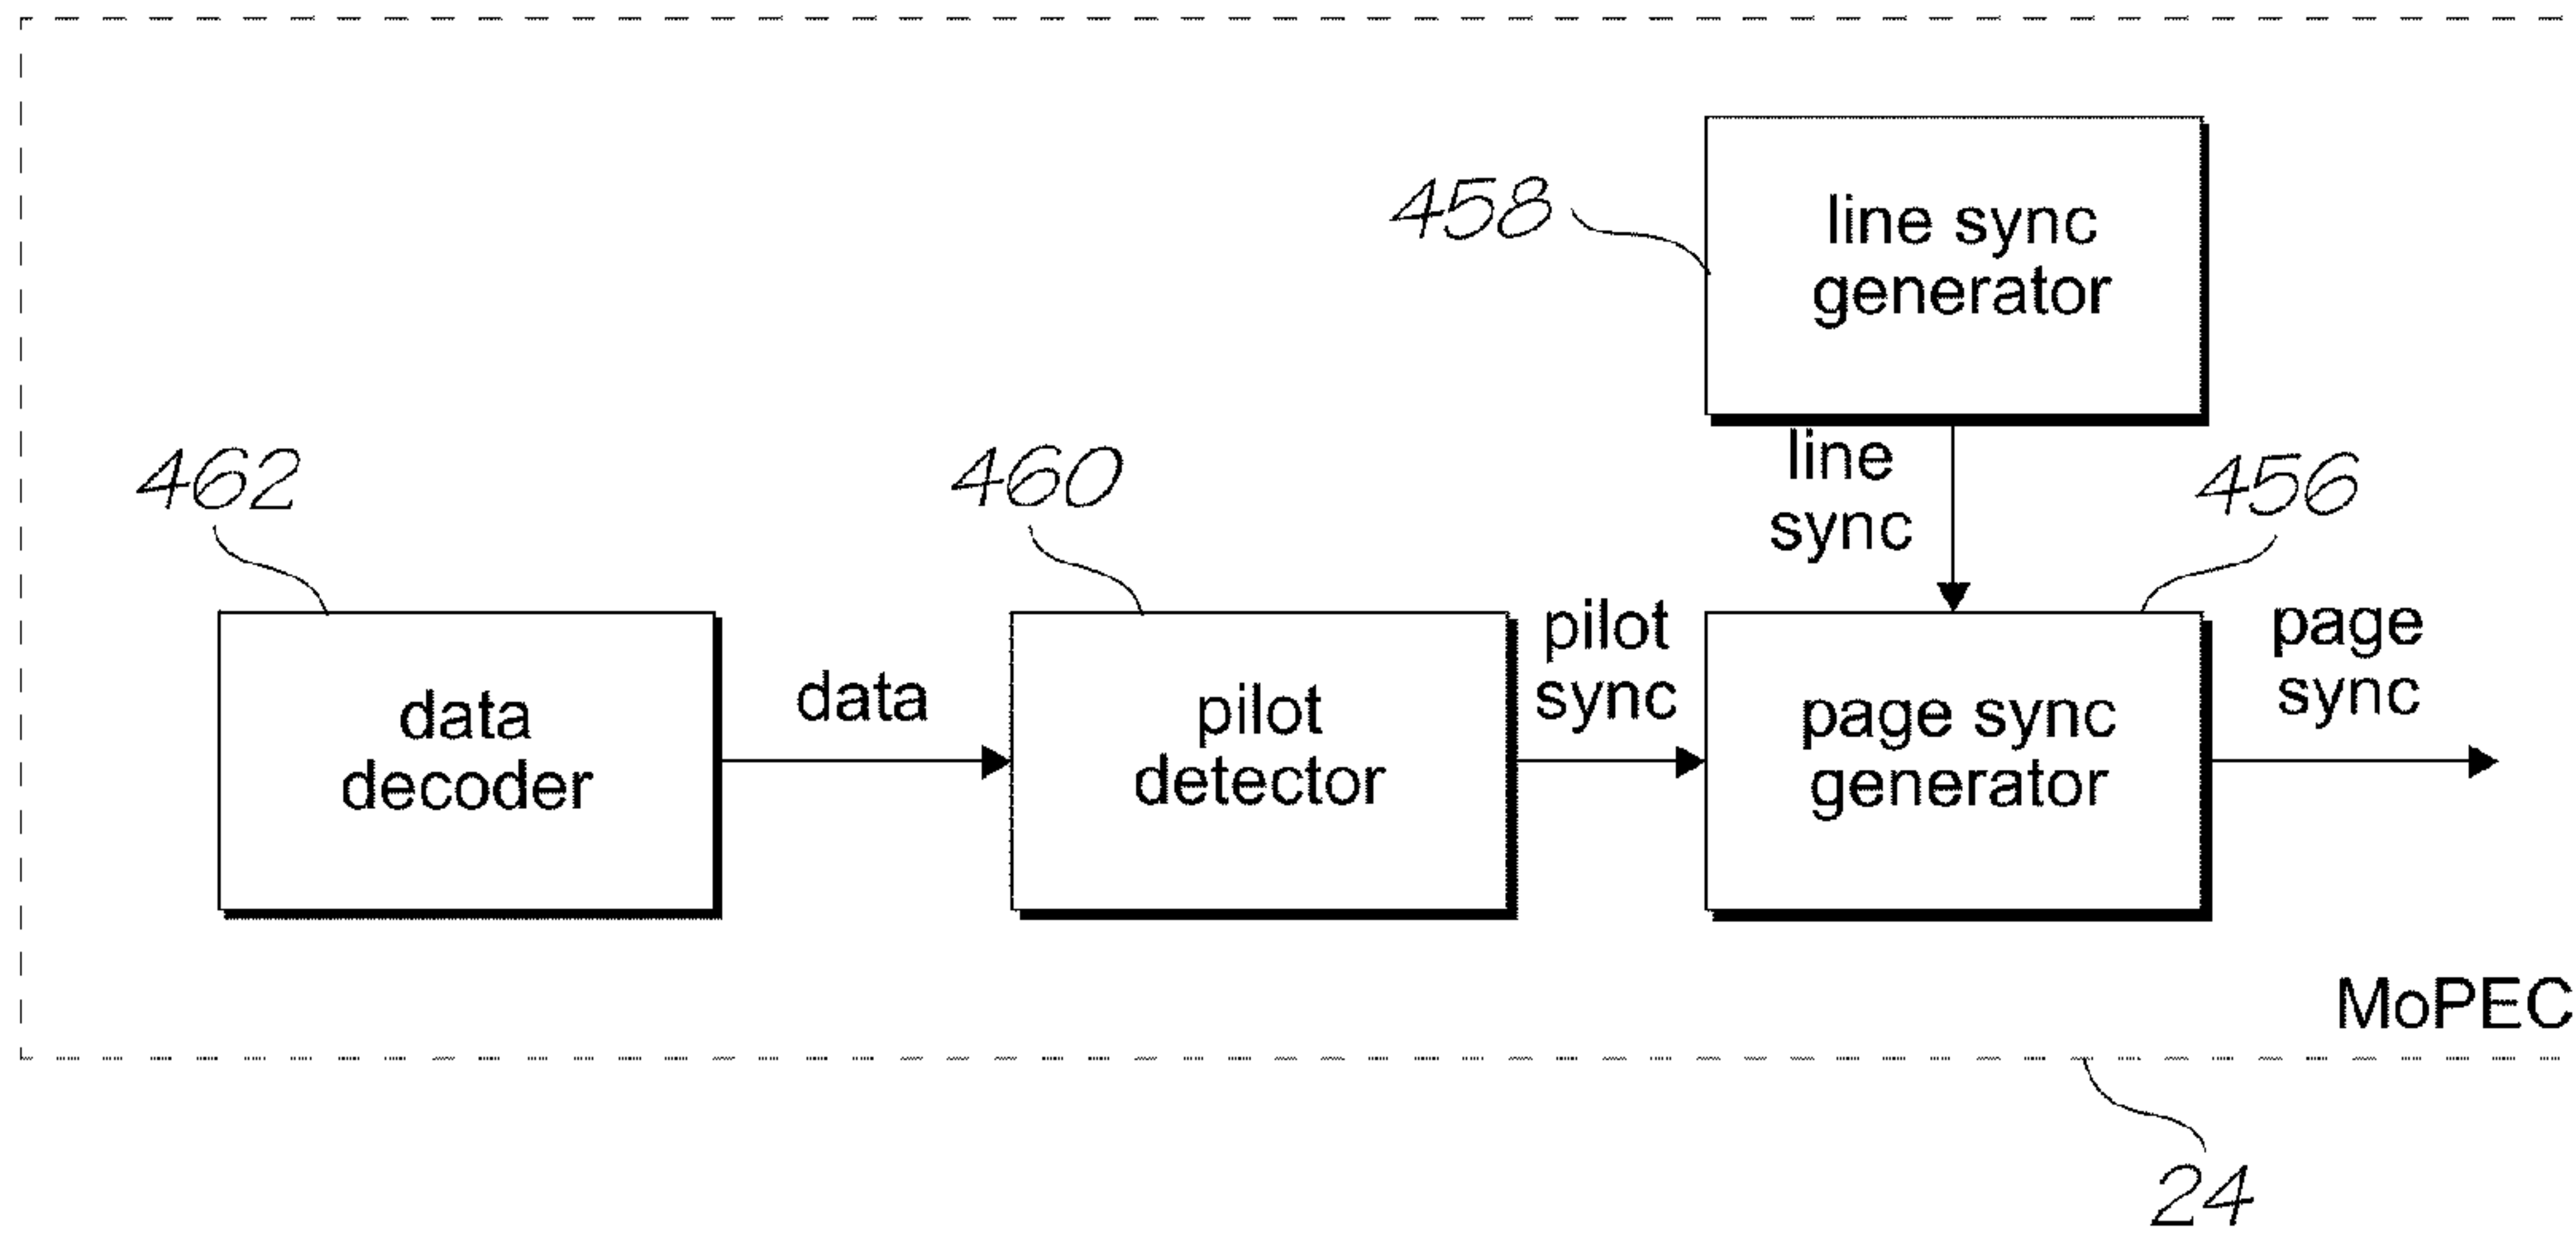 458
line sync
generator
line
sync
462
460
456
data
decoder
data
pilot
detector
pilot
sync
page sync
generator
page
sync
MoPEC
24